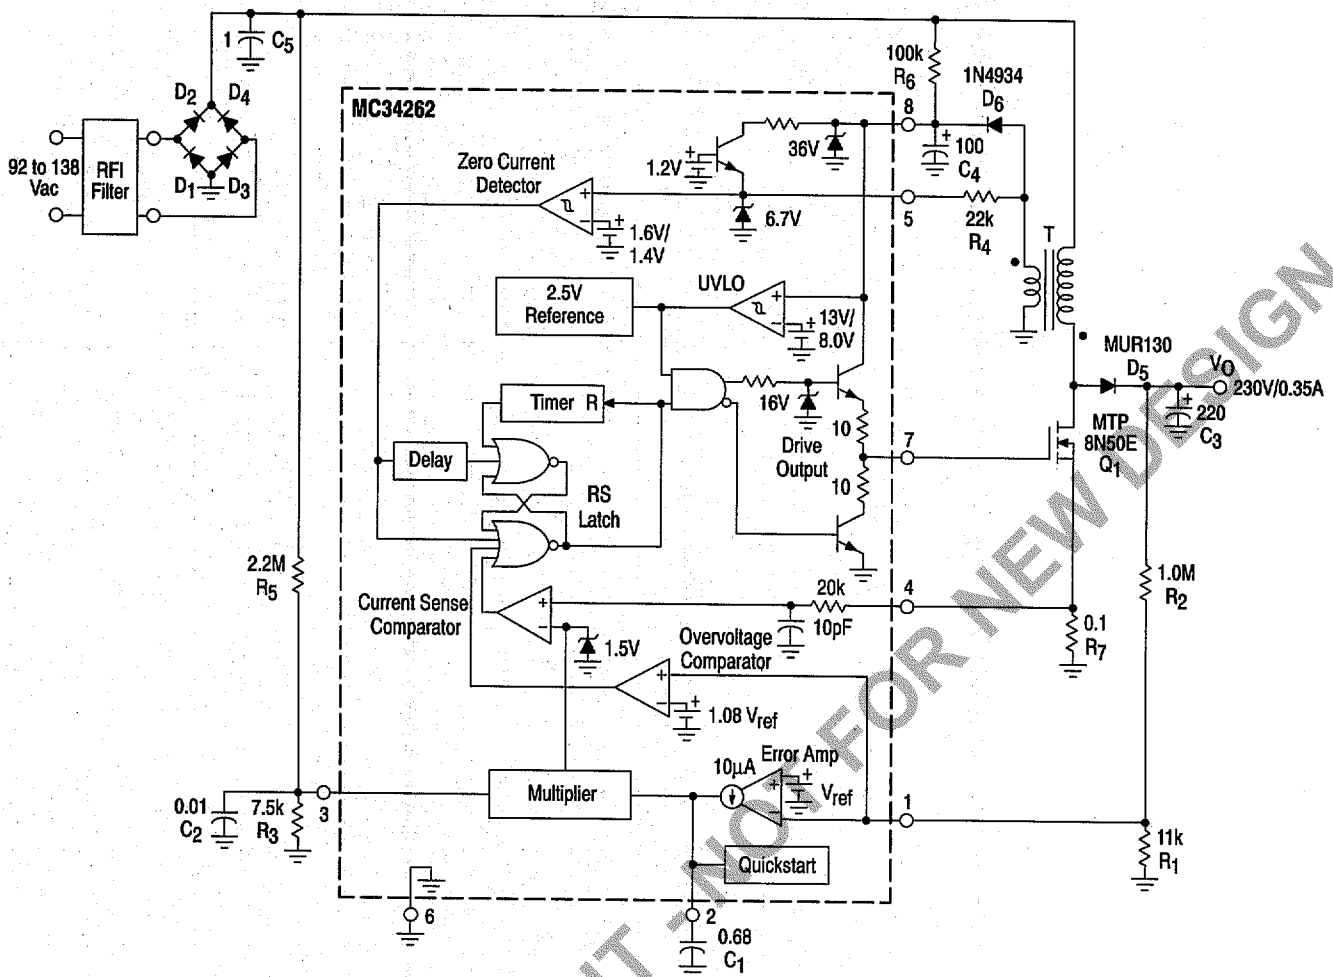 1 C5
D2 D4
D1 D3
92 to 138
Vac
RFI
Filter
MC34262
100k
R6
1N4934
D6
8
100
C4
36V
1.2V
Zero Current
Detector
+
-
1.6V/
1.4V
6.7V
5
22k
R4
T
2.5V
Reference
UVLO
+
-
13V/
8.0V
16V
Timer R
Delay
RS
Latch
10
Drive
Output
10
7
MUR130
D5
VO
230V/0.35A
220
C3
MTP
8N50E
Q1
2.2M
R5
Current Sense
Comparator
+
-
1.5V
20k
10pF
4
0.1
R7
1.0M
R2
Overvoltage
Comparator
+
-
1.08 Vref
10µA
Error Amp
+
-
Vref
Multiplier
Quickstart
0.01
C2
7.5k
R3
3
1
11k
R1
6
2
0.68
C1
NT - NOT FOR NEW DESIGN